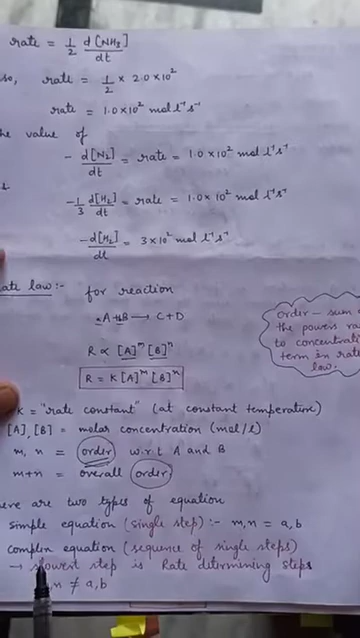 rate = 1/2 d[NH3]/dt
so, rate = 1/2 × 2.0×10²
rate = 1.0×10² mol l⁻¹s⁻¹
the value of
- d[N2]/dt = rate = 1.0×10² mol l⁻¹s⁻¹
- 1/3 d[H2]/dt = rate = 1.0×10² mol l⁻¹s⁻¹
- d[H2]/dt = 3×10² mol l⁻¹s⁻¹
rate law:- for reaction
aA+bB → C+D
R ∝ [A]^m [B]^n
R = K[A]^m [B]^n
order – sum of
the powers
to
term in rate
law.
K = "rate constant" (at constant temperature)
[A], [B] = molar concentration (mol/l)
m, n = order w.r.t A and B
m+n = overall order
there are two types of equation
simple equation (single step) :- m,n = a,b
complex equation (sequence of single steps)
→ slowest step is Rate determining steps
n ≠ a,b